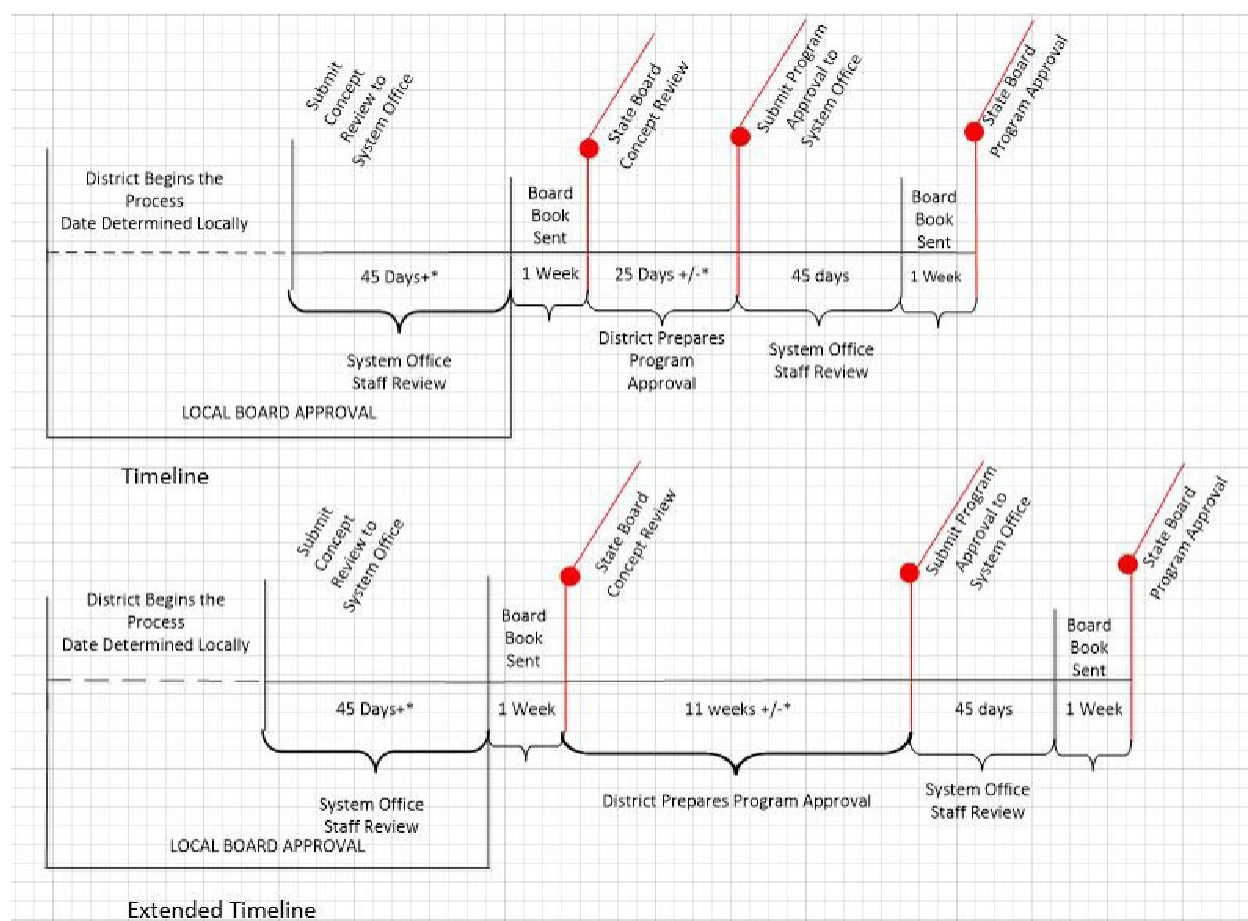 Submit
Concept
Review to
System Office
State Board
Concept Review
Submit Program
Approval to
System Office
State Board
Program Approval
District Begins the
Process
Date Determined Locally
Board
Book
Sent
Board
Book
Sent
45 Days+*
1 Week
25 Days +/-*
45 days
1 Week
System Office
Staff Review
District Prepares
Program
Approval
System Office
Staff Review
LOCAL BOARD APPROVAL
Timeline
Submit
Concept
Review to
System Office
State Board
Concept Review
Submit Program
Approval to
System Office
State Board
Program Approval
District Begins the
Process
Date Determined Locally
Board
Book
Sent
Board
Book
Sent
45 Days+*
1 Week
11 weeks +/-*
45 days
1 Week
System Office
Staff Review
District Prepares Program Approval
System Office
Staff Review
LOCAL BOARD APPROVAL
Extended Timeline